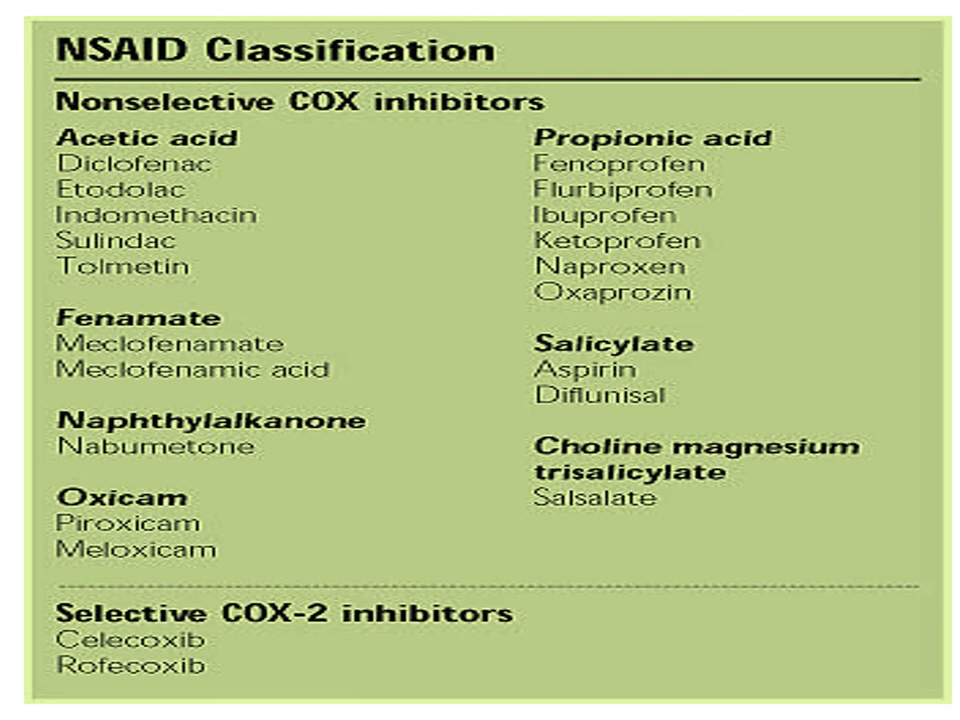 NSAID Classification
Nonselective COX inhibitors
Acetic acid
Diclofenac
Etodolac
Indomethacin
Sulindac
Tolmetin
Fenamate
Meclofenamate
Meclofenamic acid
Naphthylalkanone
Nabumetone
Oxicam
Piroxicam
Meloxicam
Propionic acid
Fenoprofen
Flurbiprofen
Ibuprofen
Ketoprofen
Naproxen
Oxaprozin
Salicylate
Aspirin
Diflunisal
Choline magnesium
trisalicylate
Salsalate
Selective COX-2 inhibitors
Celecoxib
Rofecoxib